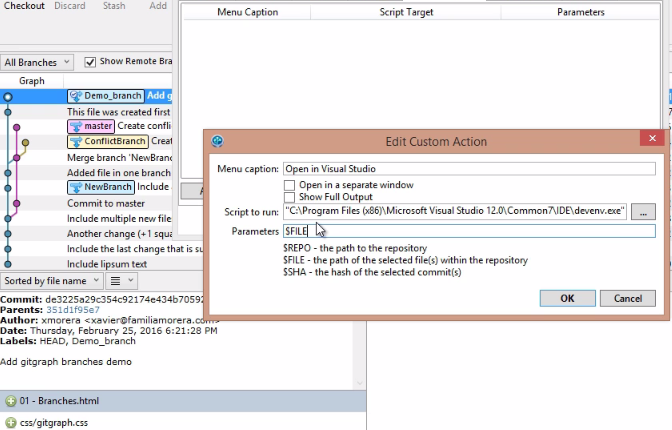 Checkout Discard Stash Add
Menu Caption Script Target Parameters
All Branches Show Remote Bra
Graph
Demo_branch Add g
This file was created first
master Create confli
ConflictBranch Crea
Merge branch 'NewBranc
Added file in one branch
NewBranch Include
Commit to master
Include multiple new file
Another change (+1 squa
Include the last change that is su
Include lipsum text
Edit Custom Action
Menu caption: Open in Visual Studio
Open in a separate window
Show Full Output
Script to run: "C:\Program Files (x86)\Microsoft Visual Studio 12.0\Common7\IDE\devenv.exe" ...
Parameters $FILE
$REPO - the path to the repository
$FILE - the path of the selected file(s) within the repository
$SHA - the hash of the selected commit(s)
OK Cancel
Sorted by file name
Commit: de3225a29c354c92174e434b70592
Parents: 351d1f95e7
Author: xmorera <xavier@familiamorera.com>
Date: Thursday, February 25, 2016 6:21:28 PM
Labels: HEAD, Demo_branch
Add gitgraph branches demo
01 - Branches.html
css/gitgraph.css